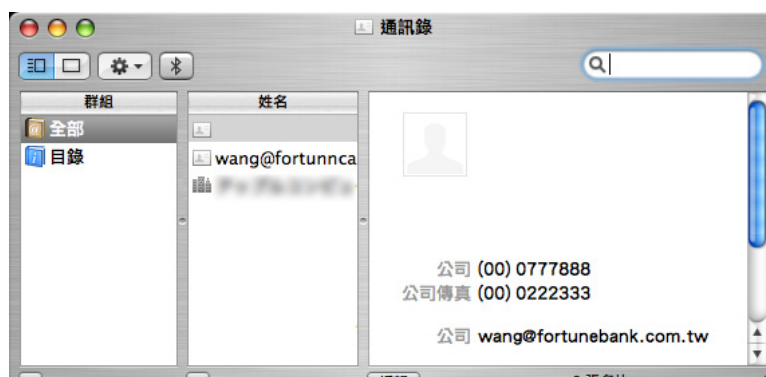 通訊錄
群組
姓名
全部
目錄
wang@fortunnca
公司 (00) 0777888
公司傳真 (00) 0222333
公司 wang@fortunebank.com.tw